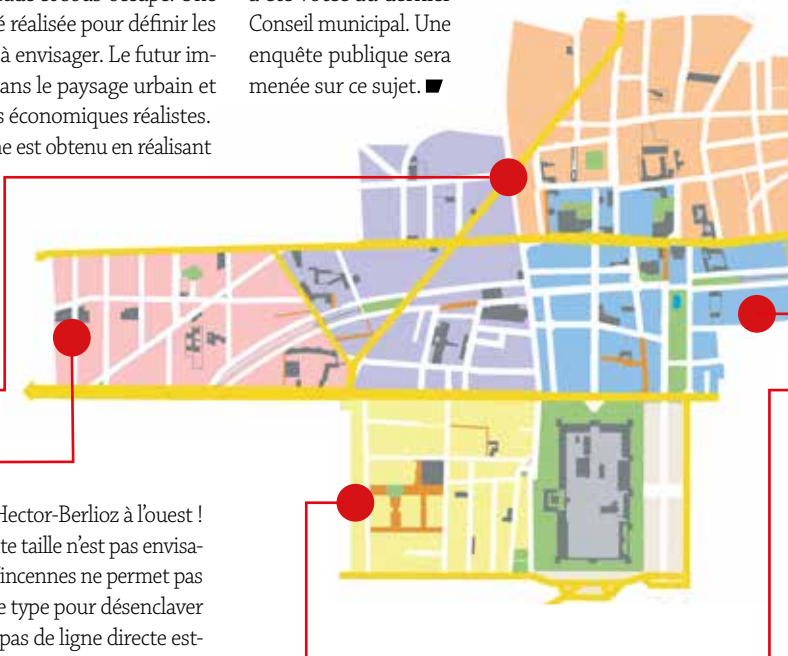 é réalisée pour définir les
à envisager. Le futur im-
ans le paysage urbain et
s économiques réalistes.
ne est obtenu en réalisant
Conseil municipal. Une
enquête publique sera
menée sur ce sujet.
Hector-Berlioz à l’ouest !
te taille n’est pas envisa-
incennes ne permet pas
e type pour désenclaver
pas de ligne directe est-